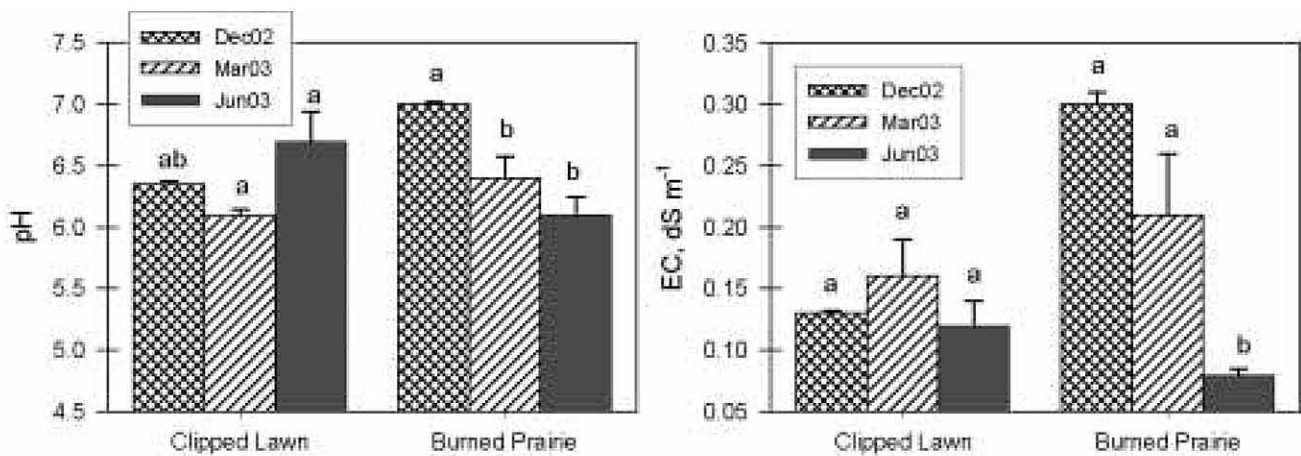 7.5
7.0
6.5
6.0
5.5
5.0
4.5
pH
Dec02
Mar03
Jun03
ab
a
a
a
b
b
Clipped Lawn
Burned Prairie
0.35
0.30
0.25
0.20
0.15
0.10
0.05
EC, dS m⁻¹
Dec02
Mar03
Jun03
a
a
a
a
a
b
Clipped Lawn
Burned Prairie